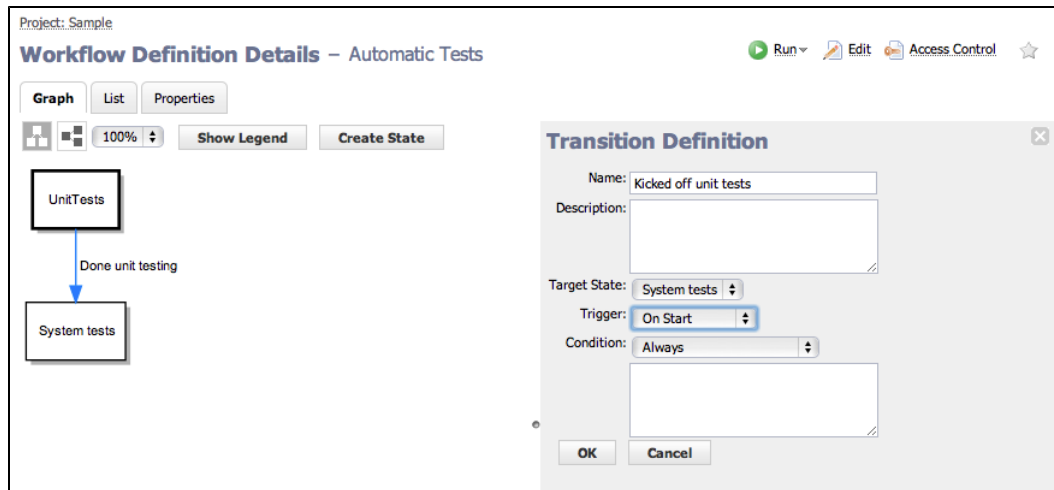 Project: Sample
Workflow Definition Details – Automatic Tests
Run Edit Access Control
Graph List Properties
100% Show Legend Create State
UnitTests
Done unit testing
System tests
Transition Definition
Name: Kicked off unit tests
Description:
Target State: System tests
Trigger: On Start
Condition: Always
OK Cancel